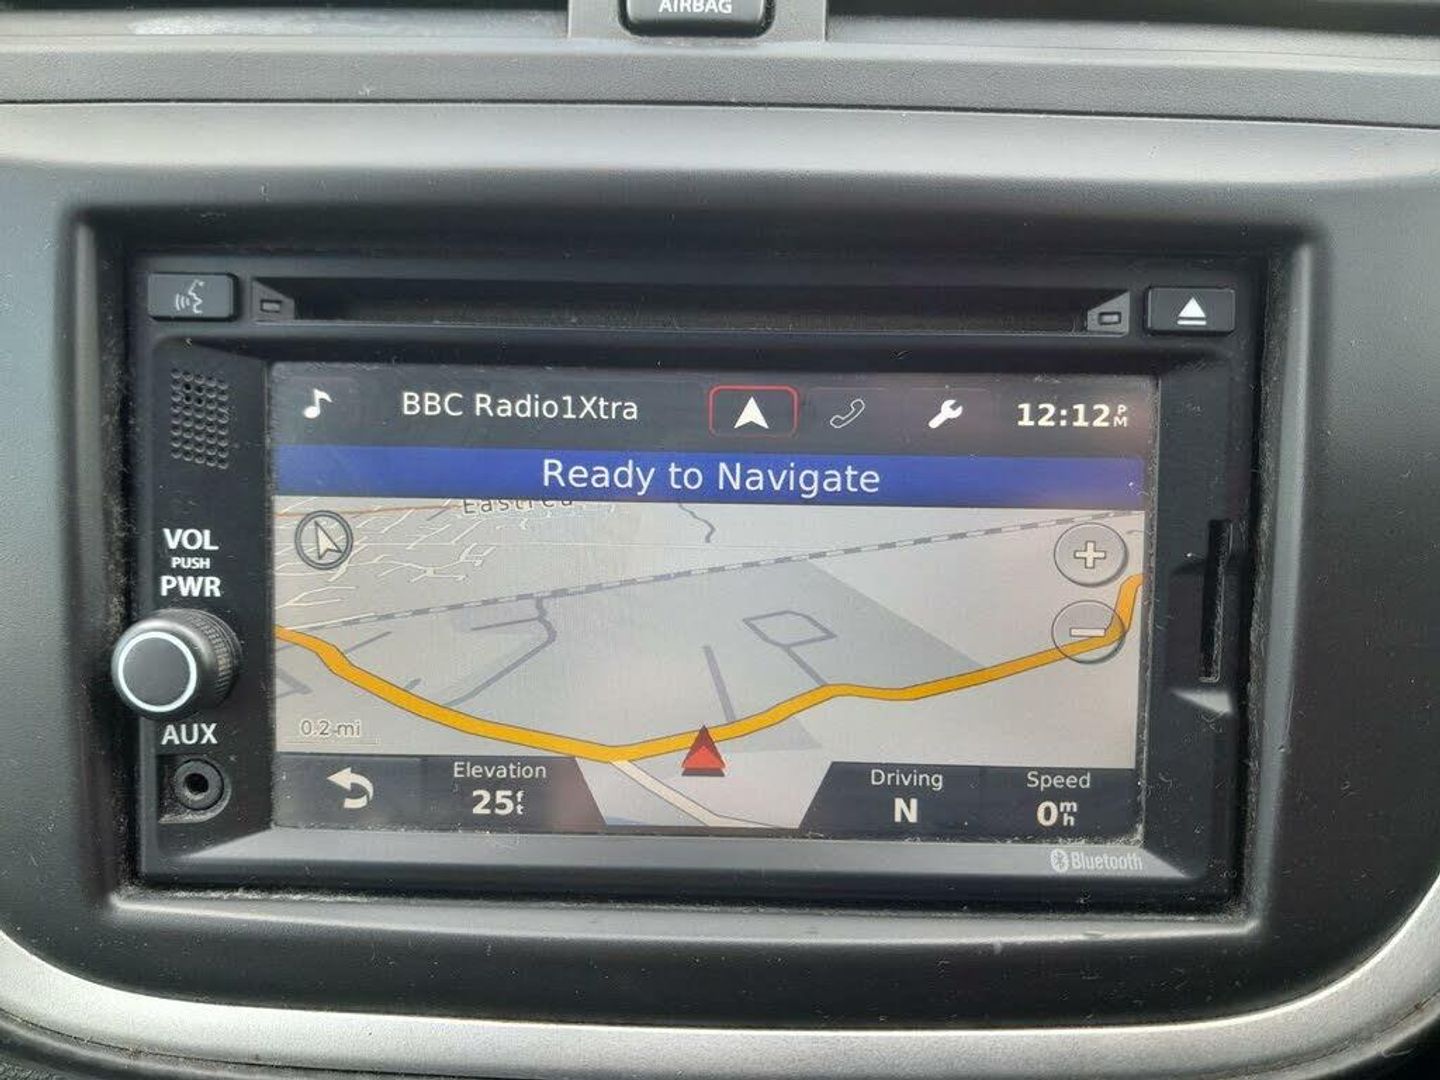 AIRBAG
BBC Radio1Xtra
12:12PM
Ready to Navigate
VOL
PUSH
PWR
AUX
0.2 mi
Elevation
25ft
Driving
N
Speed
0mh
Bluetooth